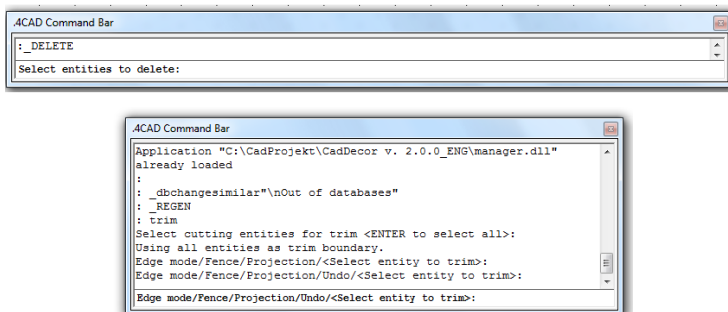 .4CAD Command Bar
:_DELETE
Select entities to delete:
.4CAD Command Bar
Application "C:\CadProjekt\CadDecor v. 2.0.0_ENG\manager.dll"
already loaded
:
: _dbchangesimilar"\nOut of databases"
: _REGEN
: trim
Select cutting entities for trim <ENTER to select all>:
Using all entities as trim boundary.
Edge mode/Fence/Projection/<Select entity to trim>:
Edge mode/Fence/Projection/Undo/<Select entity to trim>:
Edge mode/Fence/Projection/Undo/<Select entity to trim>: